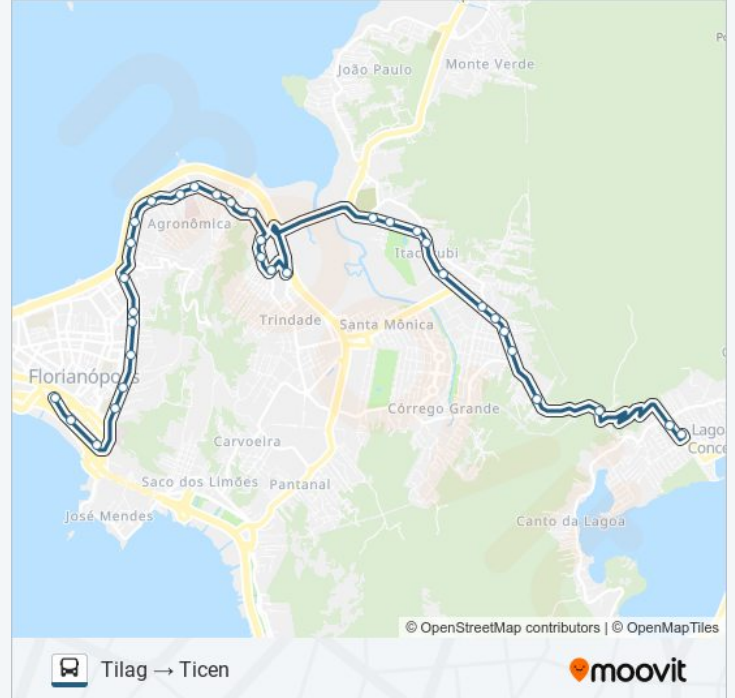 João Paulo
Monte Verde
Agronômica
Itacorubi
Trindade
Santa Mônica
Florianópolis
Córrego Grande
Lagoa
Conce
Carvoeira
Saco dos Limões
Pantanal
José Mendes
Canto da Lagoa
© OpenStreetMap contributors | © OpenMapTiles
Tilag → Ticen
moovit